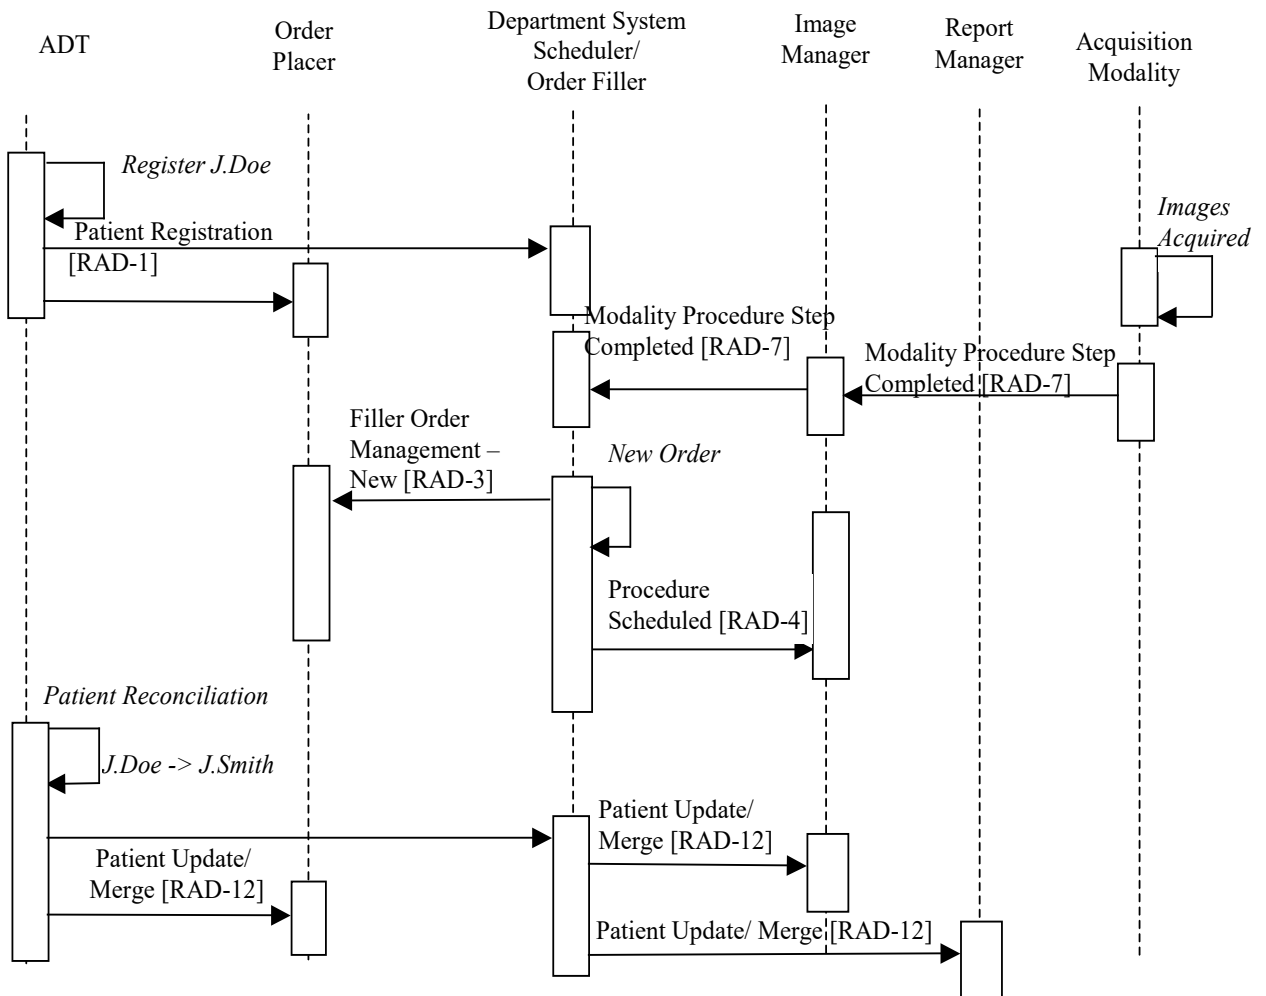 ADT
Order
Placer
Department System
Scheduler/
Order Filler
Image
Manager
Report
Manager
Acquisition
Modality
Register J.Doe
Patient Registration
[RAD-1]
Images
Acquired
Modality Procedure Step
Completed [RAD-7]
Modality Procedure Step
Completed [RAD-7]
Filler Order
Management –
New [RAD-3]
New Order
Procedure
Scheduled [RAD-4]
Patient Reconciliation
J.Doe -> J.Smith
Patient Update/
Merge [RAD-12]
Patient Update/
Merge [RAD-12]
Patient Update/ Merge [RAD-12]